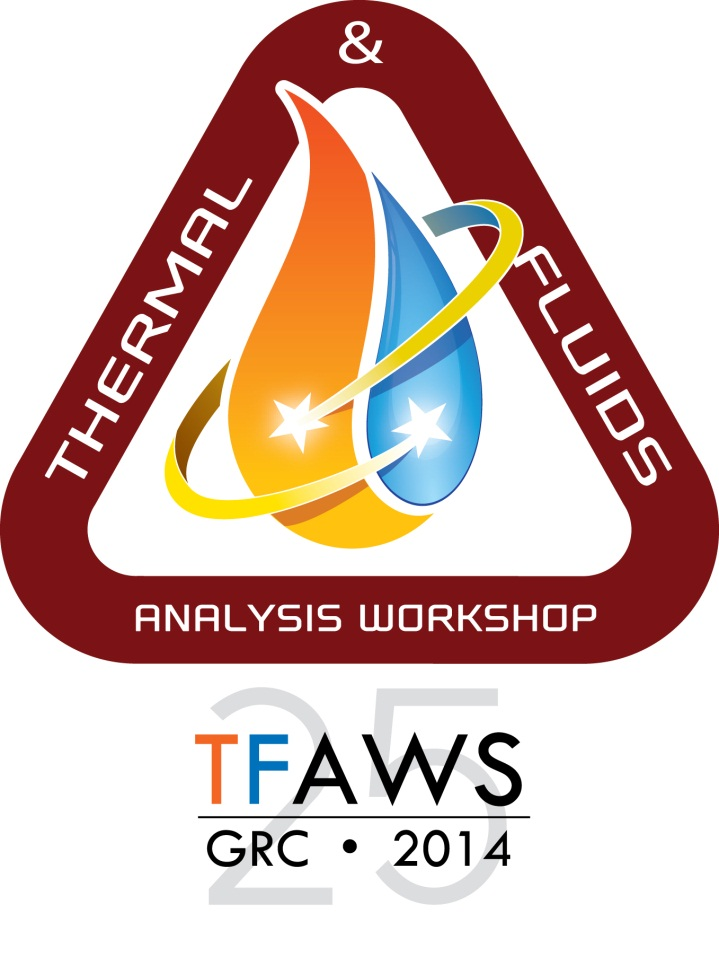 THERMAL
&
FLUIDS
ANALYSIS WORKSHOP
25
TFAWS
GRC • 2014